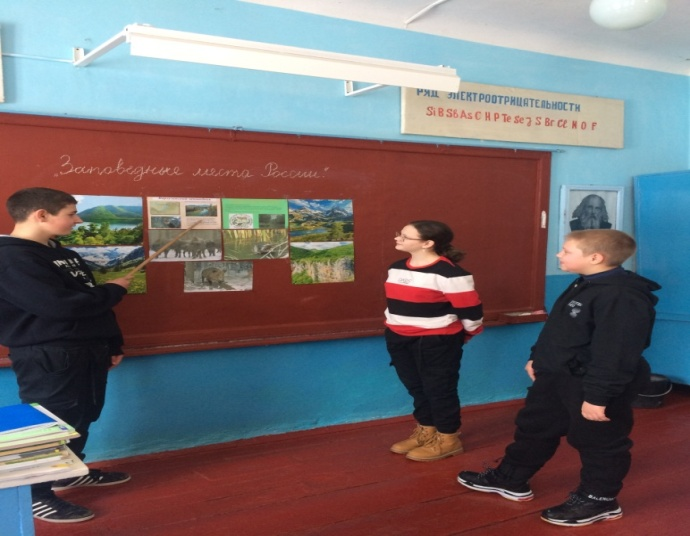 РЯД ЭЛЕКТРООТРИЦАТЕЛЬНОСТИ
Si B Sb As C H P Te Se J S Br Cl N O F
„Заповедные места России“